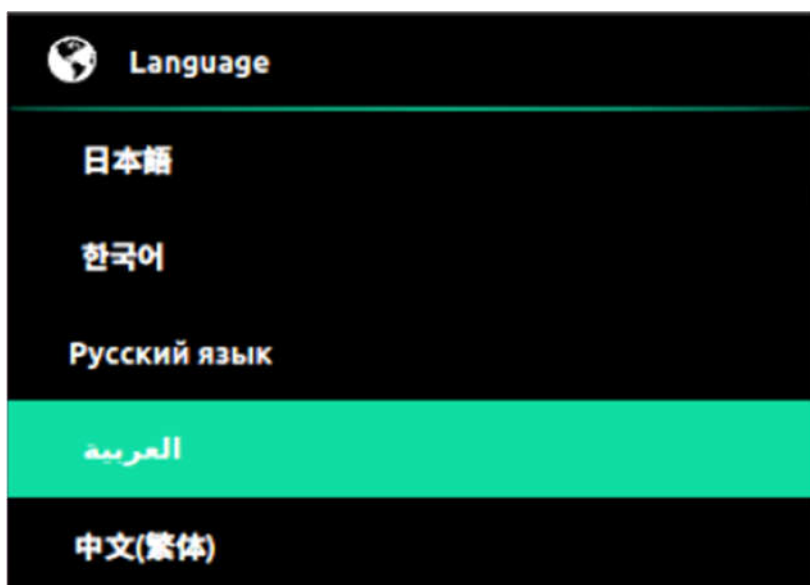 Language
日本語
한국어
Русский язык
العربية
中文(繁体)